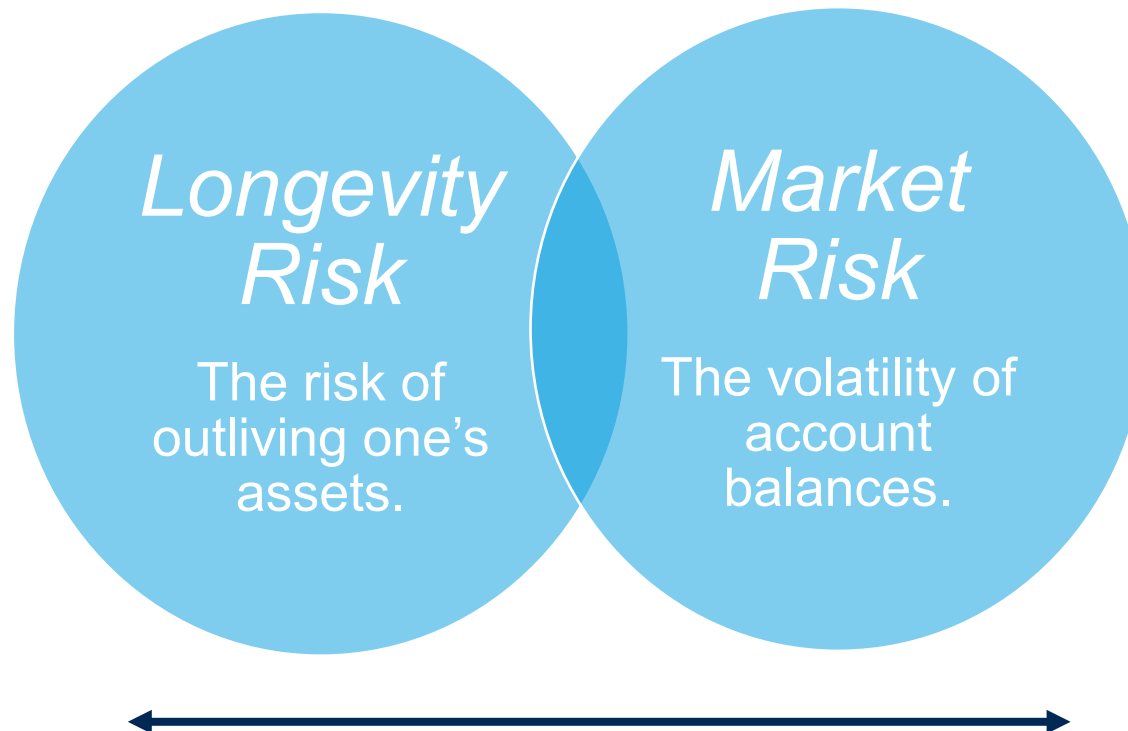 Longevity
Risk
The risk of
outliving one’s
assets.
Market
Risk
The volatility of
account
balances.